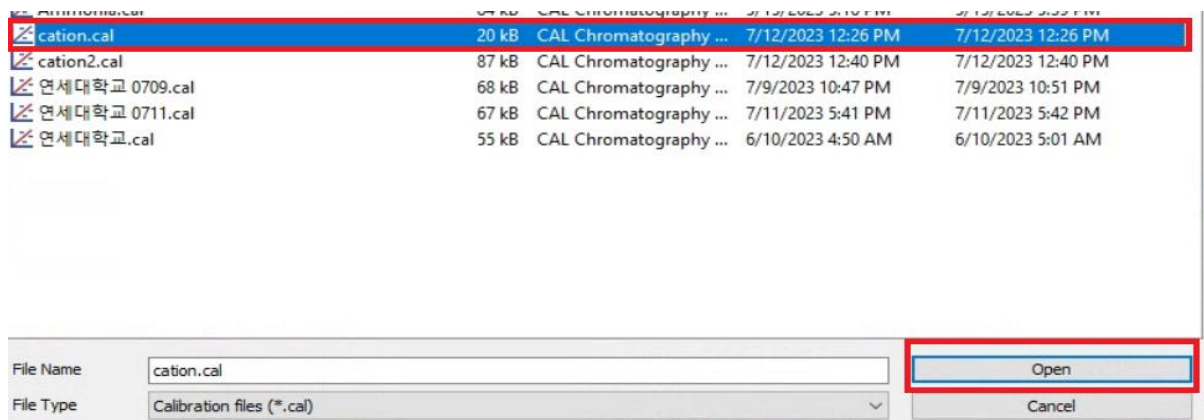 Ammonia.cal
cation.cal 20 kB CAL Chromatography ... 7/12/2023 12:26 PM 7/12/2023 12:26 PM
cation2.cal 87 kB CAL Chromatography ... 7/12/2023 12:40 PM 7/12/2023 12:40 PM
연세대학교 0709.cal 68 kB CAL Chromatography ... 7/9/2023 10:47 PM 7/9/2023 10:51 PM
연세대학교 0711.cal 67 kB CAL Chromatography ... 7/11/2023 5:41 PM 7/11/2023 5:42 PM
연세대학교.cal 55 kB CAL Chromatography ... 6/10/2023 4:50 AM 6/10/2023 5:01 AM
File Name cation.cal Open
File Type Calibration files (*.cal) Cancel